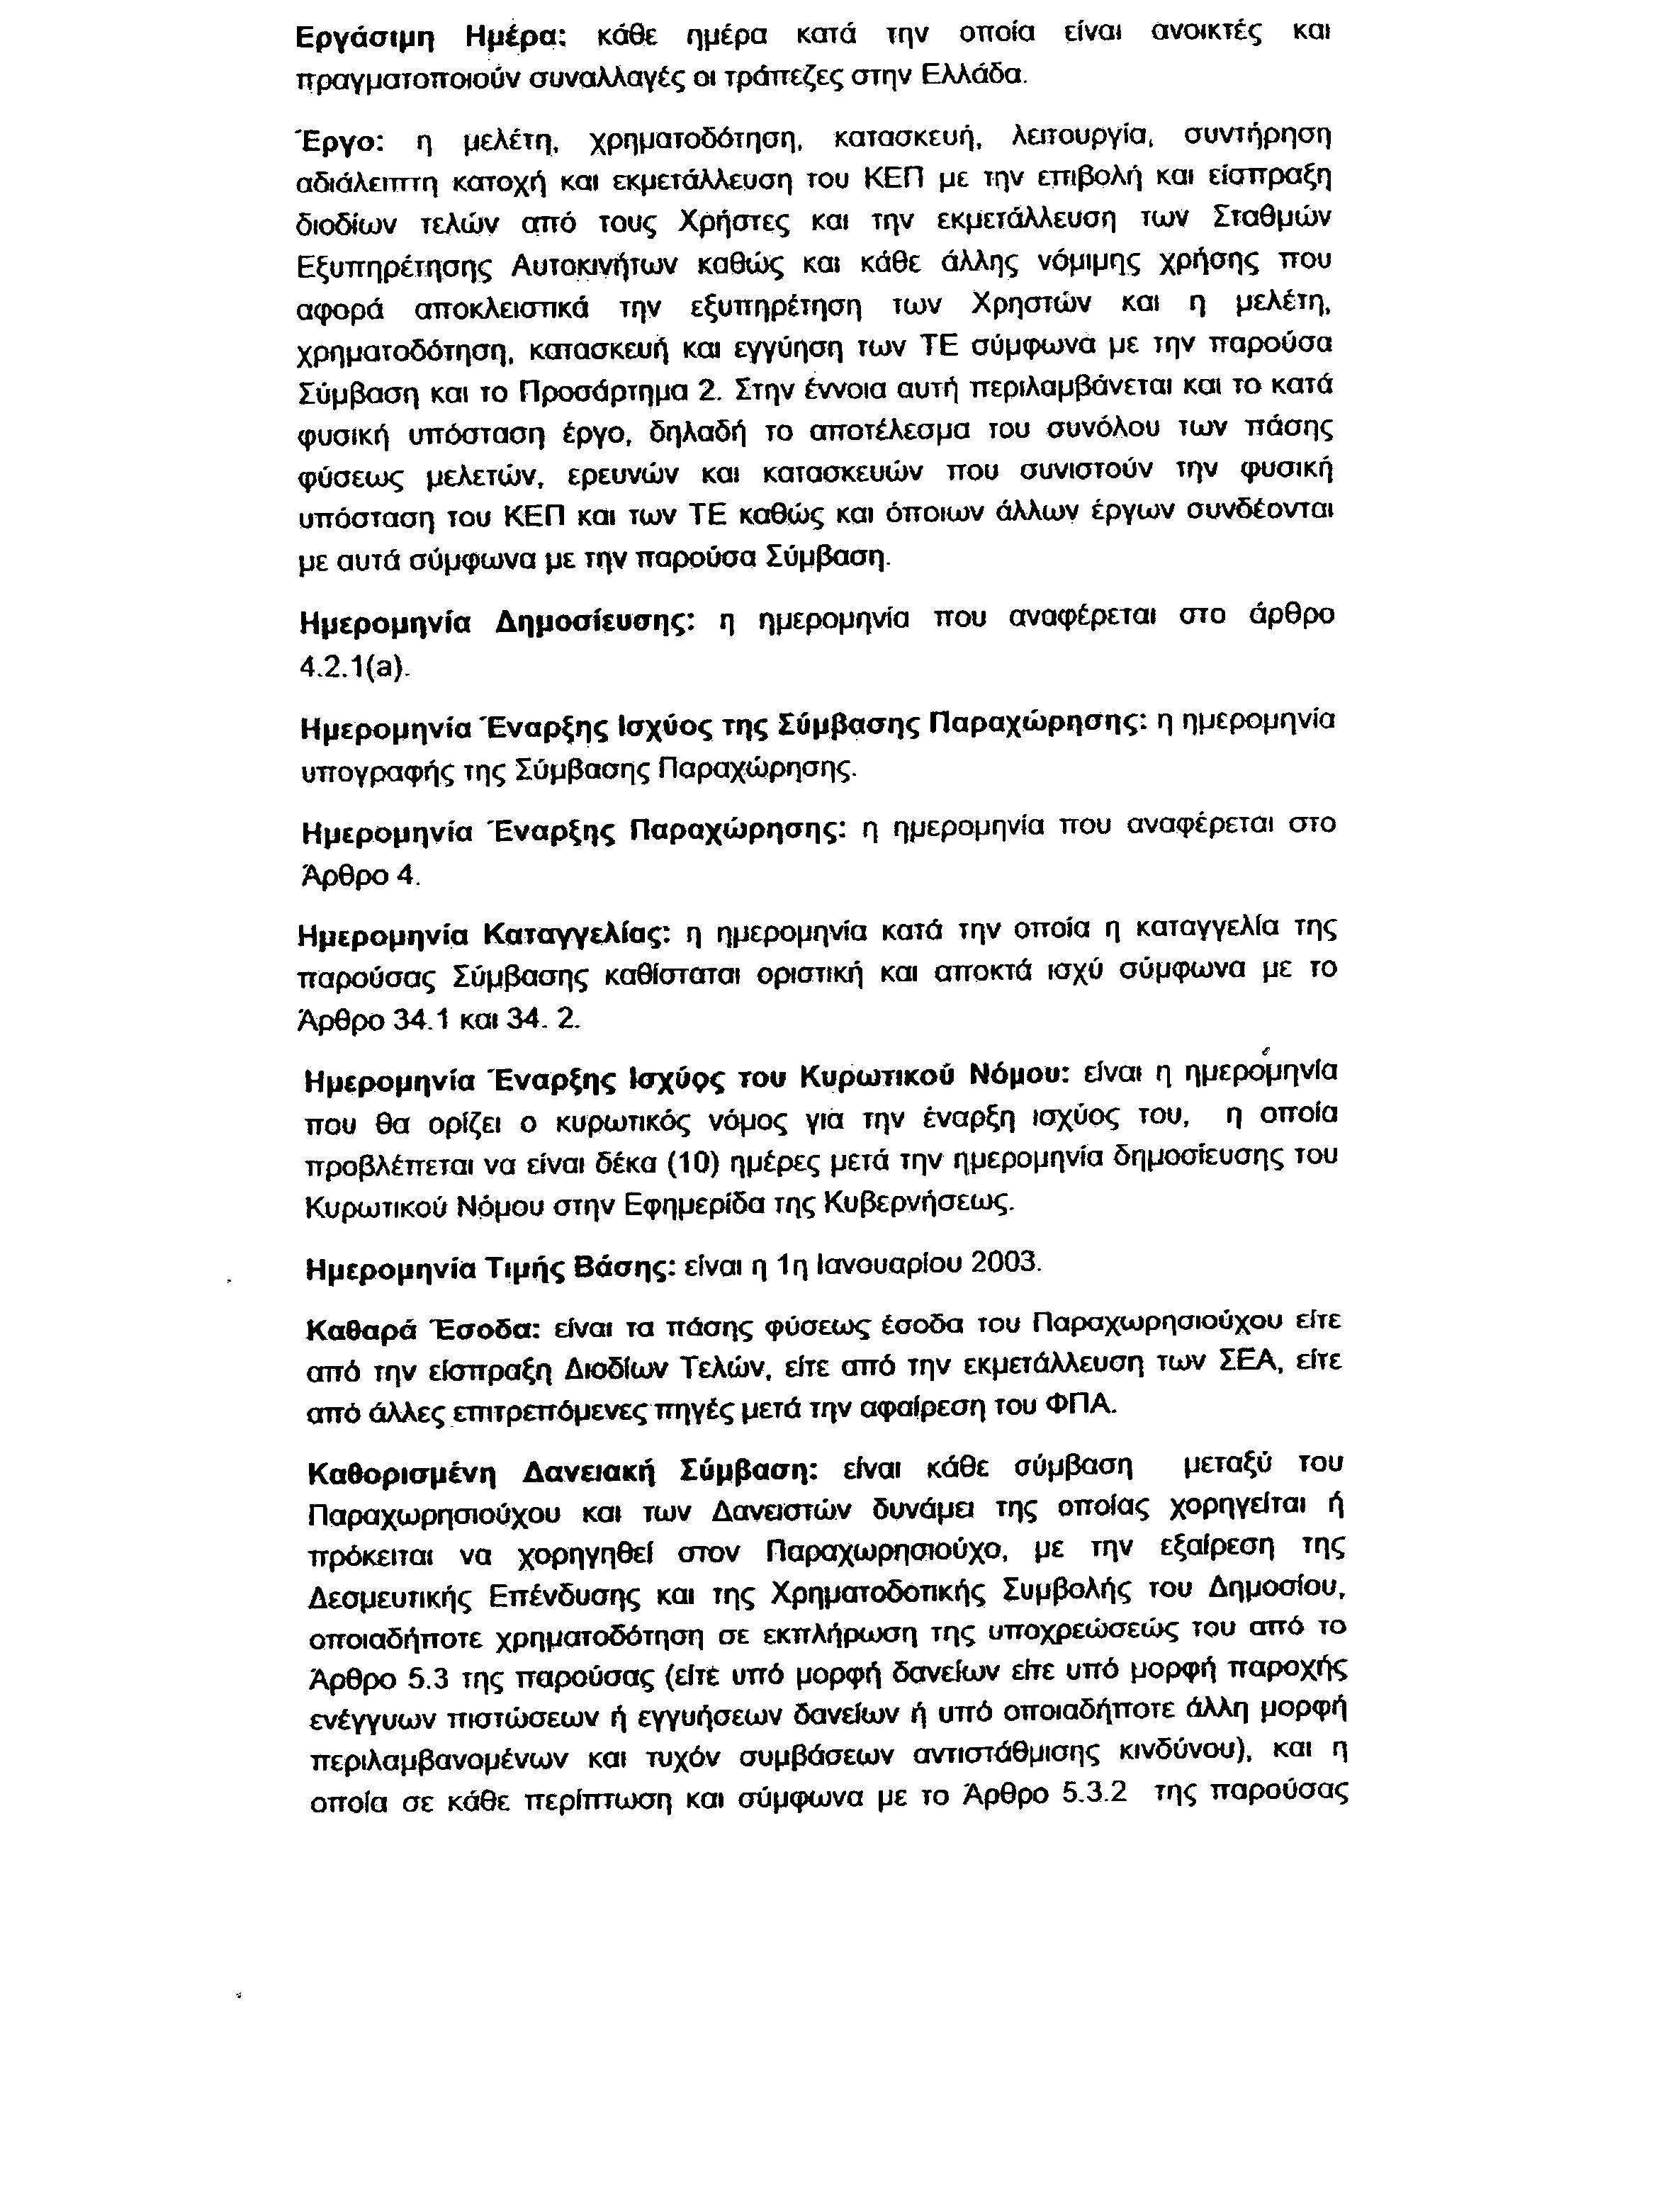 Εργάσιμη Ημέρα: κάθε ημέρα κατά την οποία είναι ανοικτές και
πραγματοποιούν συναλλαγές οι τράπεζες στην Ελλάδα.
Έργο: η μελέτη, χρηματοδότηση, κατασκευή, λειτουργία, συντήρηση
αδιάλειπτη κατοχή και εκμετάλλευση του ΚΕΠ με την επιβολή και είσπραξη
διοδίων τελών από τους Χρήστες και την εκμετάλλευση των Σταθμών
Εξυπηρέτησης Αυτοκινήτων καθώς και κάθε άλλης νόμιμης χρήσης που
αφορά αποκλειστικά την εξυπηρέτηση των Χρηστών και η μελέτη,
χρηματοδότηση, κατασκευή και εγγύηση των ΤΕ σύμφωνα με την παρούσα
Σύμβαση και το Προσάρτημα 2. Στην έννοια αυτή περιλαμβάνεται και το κατά
φυσική υπόσταση έργο, δηλαδή το αποτέλεσμα του συνόλου των πάσης
φύσεως μελετών, ερευνών και κατασκευών που συνιστούν την φυσική
υπόσταση του ΚΕΠ και των ΤΕ καθώς και όποιων άλλων έργων συνδέονται
με αυτά σύμφωνα με την παρούσα Σύμβαση.
Ημερομηνία Δημοσίευσης: η ημερομηνία που αναφέρεται στο άρθρο
4.2.1(a).
Ημερομηνία Έναρξης Ισχύος της Σύμβασης Παραχώρησης: η ημερομηνία
υπογραφής της Σύμβασης Παραχώρησης.
Ημερομηνία Έναρξης Παραχώρησης: η ημερομηνία που αναφέρεται στο
Άρθρο 4.
Ημερομηνία Καταγγελίας: η ημερομηνία κατά την οποία η καταγγελία της
παρούσας Σύμβασης καθίσταται οριστική και αποκτά ισχύ σύμφωνα με το
Άρθρο 34.1 και 34. 2.
Ημερομηνία Έναρξης Ισχύος του Κυρωτικού Νόμου: είναι η ημερομηνία
που θα ορίζει ο κυρωτικός νόμος για την έναρξη ισχύος του, η οποία
προβλέπεται να είναι δέκα (10) ημέρες μετά την ημερομηνία δημοσίευσης του
Κυρωτικού Νόμου στην Εφημερίδα της Κυβερνήσεως.
Ημερομηνία Τιμής Βάσης: είναι η 1η Ιανουαρίου 2003.
Καθαρά Έσοδα: είναι τα πάσης φύσεως έσοδα του Παραχωρησιούχου είτε
από την είσπραξη Διοδίων Τελών, είτε από την εκμετάλλευση των ΣΕΑ, είτε
από άλλες επιτρεπόμενες πηγές μετά την αφαίρεση του ΦΠΑ.
Καθορισμένη Δανειακή Σύμβαση: είναι κάθε σύμβαση μεταξύ του
Παραχωρησιούχου και των Δανειστών δυνάμει της οποίας χορηγείται ή
πρόκειται να χορηγηθεί στον Παραχωρησιούχο, με την εξαίρεση της
Δεσμευτικής Επένδυσης και της Χρηματοδοτικής Συμβολής του Δημοσίου,
οποιαδήποτε χρηματοδότηση σε εκπλήρωση της υποχρεώσεώς του από το
Άρθρο 5.3 της παρούσας (είτε υπό μορφή δανείων είτε υπό μορφή παροχής
ενέγγυων πιστώσεων ή εγγυήσεων δανείων ή υπό οποιαδήποτε άλλη μορφή
περιλαμβανομένων και τυχόν συμβάσεων αντιστάθμισης κινδύνου), και η
οποία σε κάθε περίπτωση και σύμφωνα με το Άρθρο 5.3.2 της παρούσας